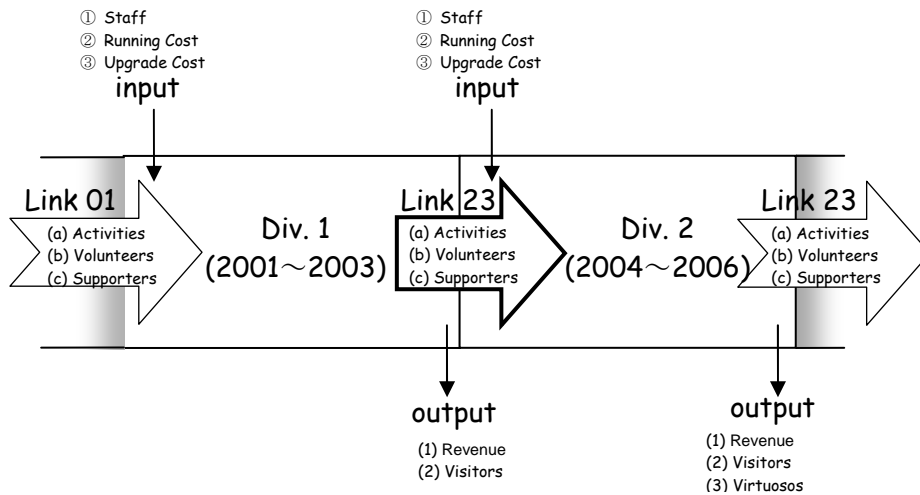 ① Staff
② Running Cost
③ Upgrade Cost
input
① Staff
② Running Cost
③ Upgrade Cost
input
Link 01
(a) Activities
(b) Volunteers
(c) Supporters
Div. 1
(2001～2003)
Link 23
(a) Activities
(b) Volunteers
(c) Supporters
Div. 2
(2004～2006)
Link 23
(a) Activities
(b) Volunteers
(c) Supporters
output
(1) Revenue
(2) Visitors
output
(1) Revenue
(2) Visitors
(3) Virtuosos